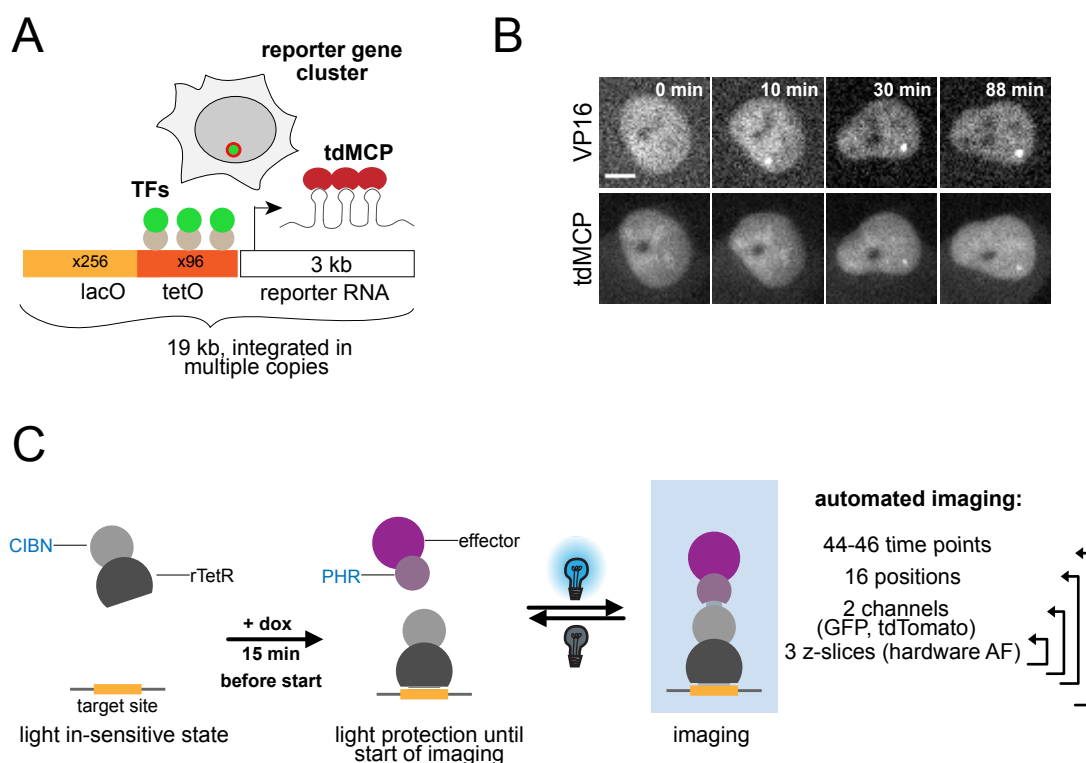 A
reporter gene
cluster
tdMCP
TFs
x256
x96
3 kb
lacO
tetO
reporter RNA
19 kb, integrated in
multiple copies
B
0 min
10 min
30 min
88 min
VP16
tdMCP
C
CIBN
rTetR
target site
light in-sensitive state
+ dox
15 min
before start
effector
PHR
light protection until
start of imaging
imaging
automated imaging:
44-46 time points
16 positions
2 channels
(GFP, tdTomato)
3 z-slices (hardware AF)